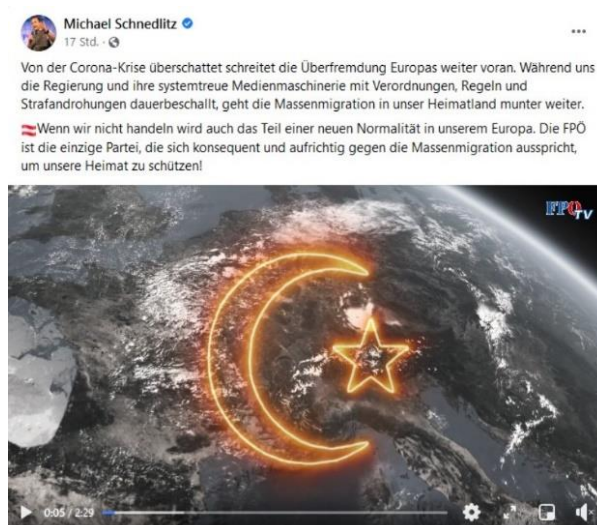 Michael Schnedlitz
17 Std. ·
Von der Corona-Krise überschattet schreitet die Überfremdung Europas weiter voran. Während uns
die Regierung und ihre systemtreue Medienmaschinerie mit Verordnungen, Regeln und
Strafandrohungen dauerbeschallt, geht die Massenmigration in unser Heimatland munter weiter.
Wenn wir nicht handeln wird auch das Teil einer neuen Normalität in unserem Europa. Die FPÖ
ist die einzige Partei, die sich konsequent und aufrichtig gegen die Massenmigration ausspricht,
um unsere Heimat zu schützen!
FPÖ TV
0:05 / 2:29